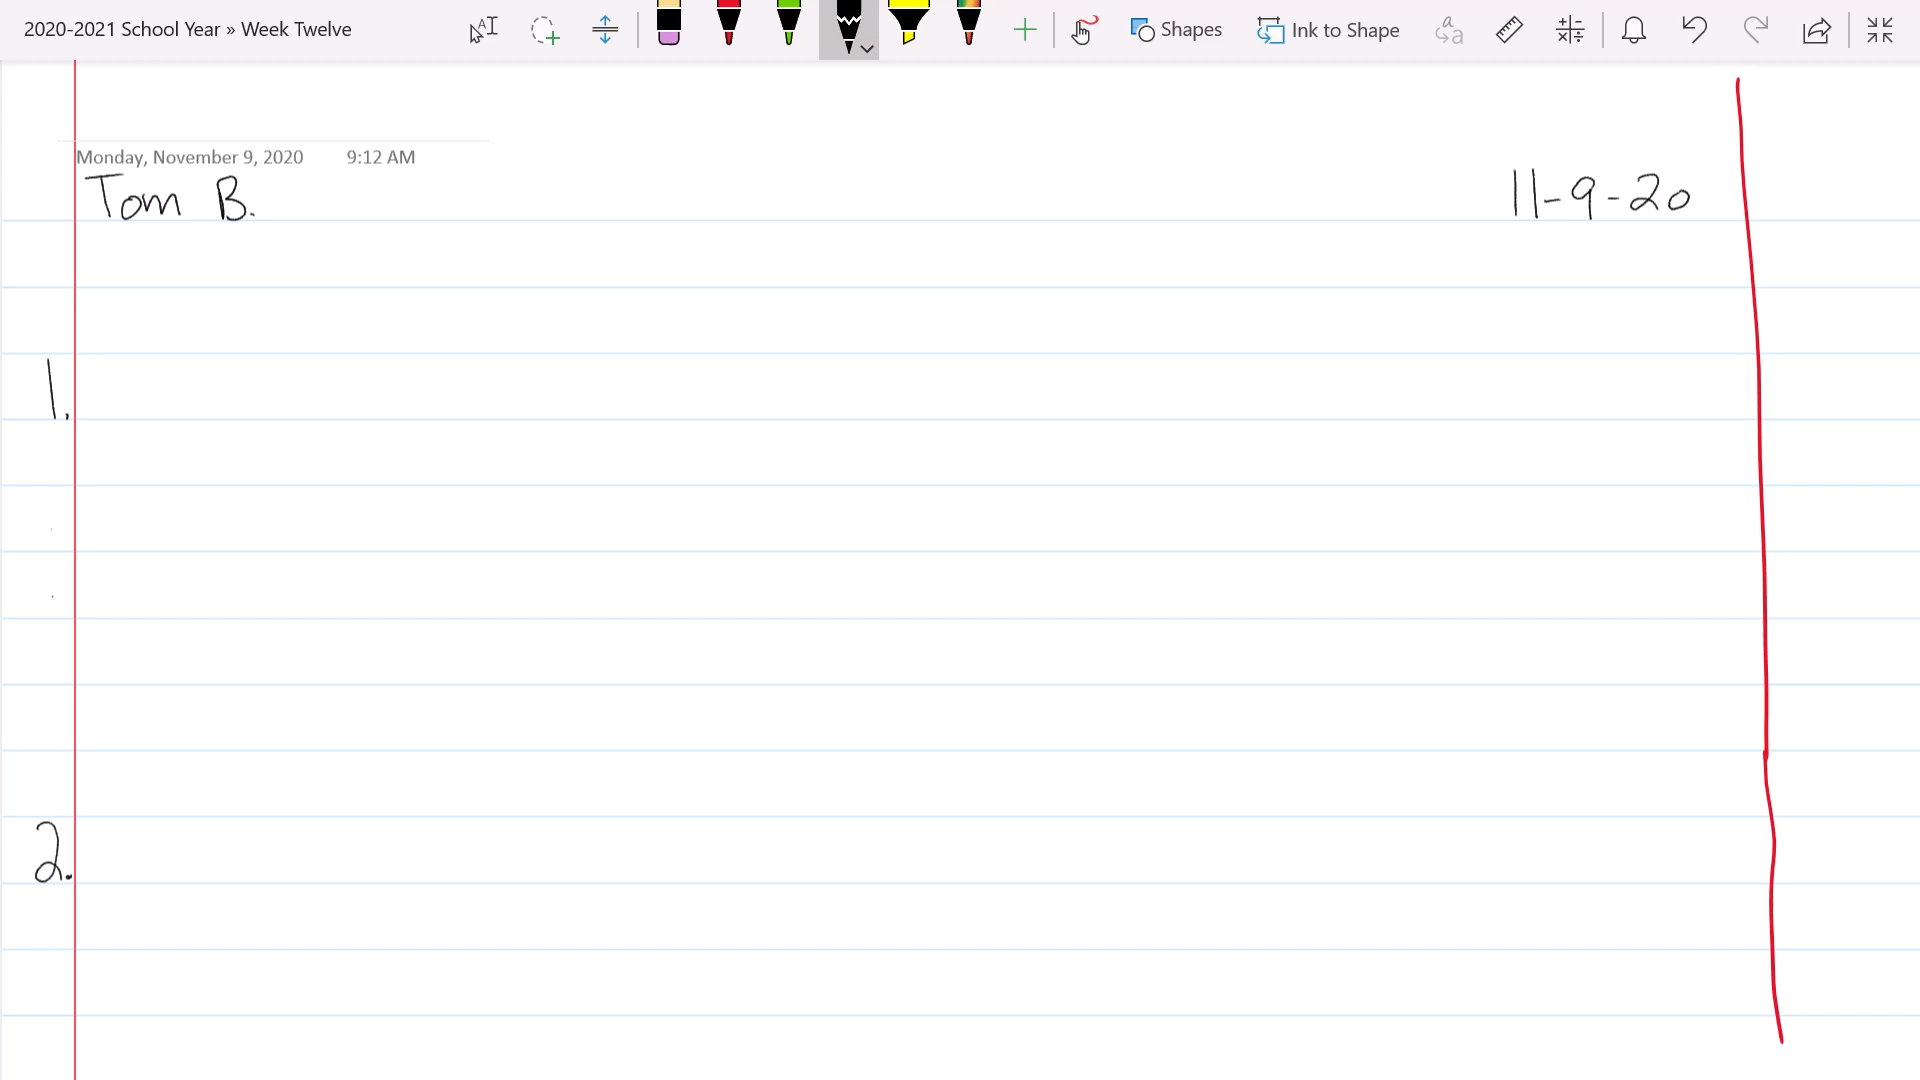 2020-2021 School Year » Week Twelve Shapes Ink to Shape
Monday, November 9, 2020 9:12 AM
Tom B. 11-9-20
1.
2.